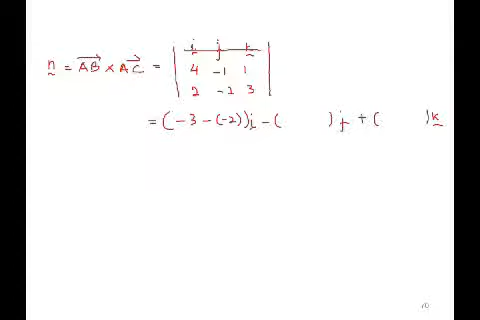 n = AB × AC = | i j k |
4 -1 1
2 -2 3
= (-3 - (-2)) i - ( ) j + ( ) k